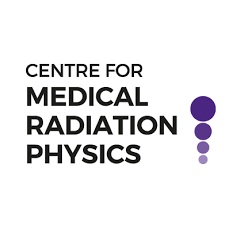 CENTRE FOR
MEDICAL
RADIATION
PHYSICS